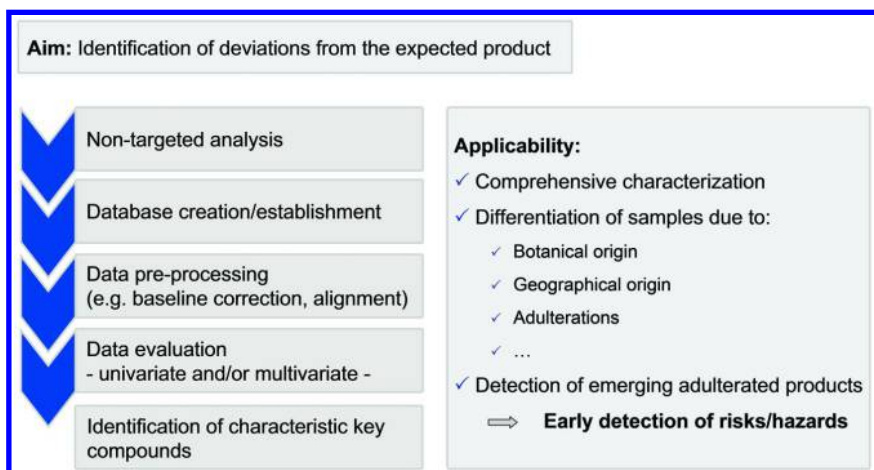 Aim: Identification of deviations from the expected product
Non-targeted analysis
Database creation/establishment
Data pre-processing
(e.g. baseline correction, alignment)
Data evaluation
- univariate and/or multivariate -
Identification of characteristic key
compounds
Applicability:
✓ Comprehensive characterization
✓ Differentiation of samples due to:
✓ Botanical origin
✓ Geographical origin
✓ Adulterations
✓ ...
✓ Detection of emerging adulterated products
⇨ Early detection of risks/hazards